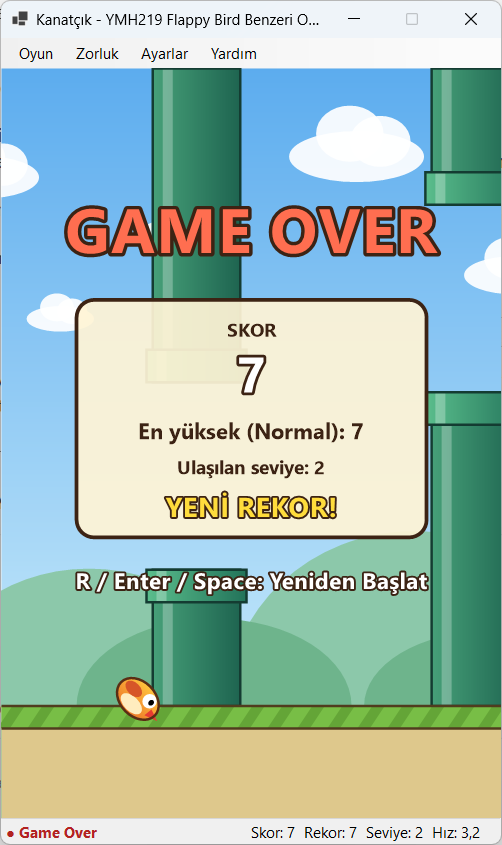 Kanatçık - YMH219 Flappy Bird Benzeri O...
Oyun Zorluk Ayarlar Yardım
GAME OVER
SKOR
7
En yüksek (Normal): 7
Ulaşılan seviye: 2
YENİ REKOR!
R / Enter / Space: Yeniden Başlat
● Game Over Skor: 7 Rekor: 7 Seviye: 2 Hız: 3,2